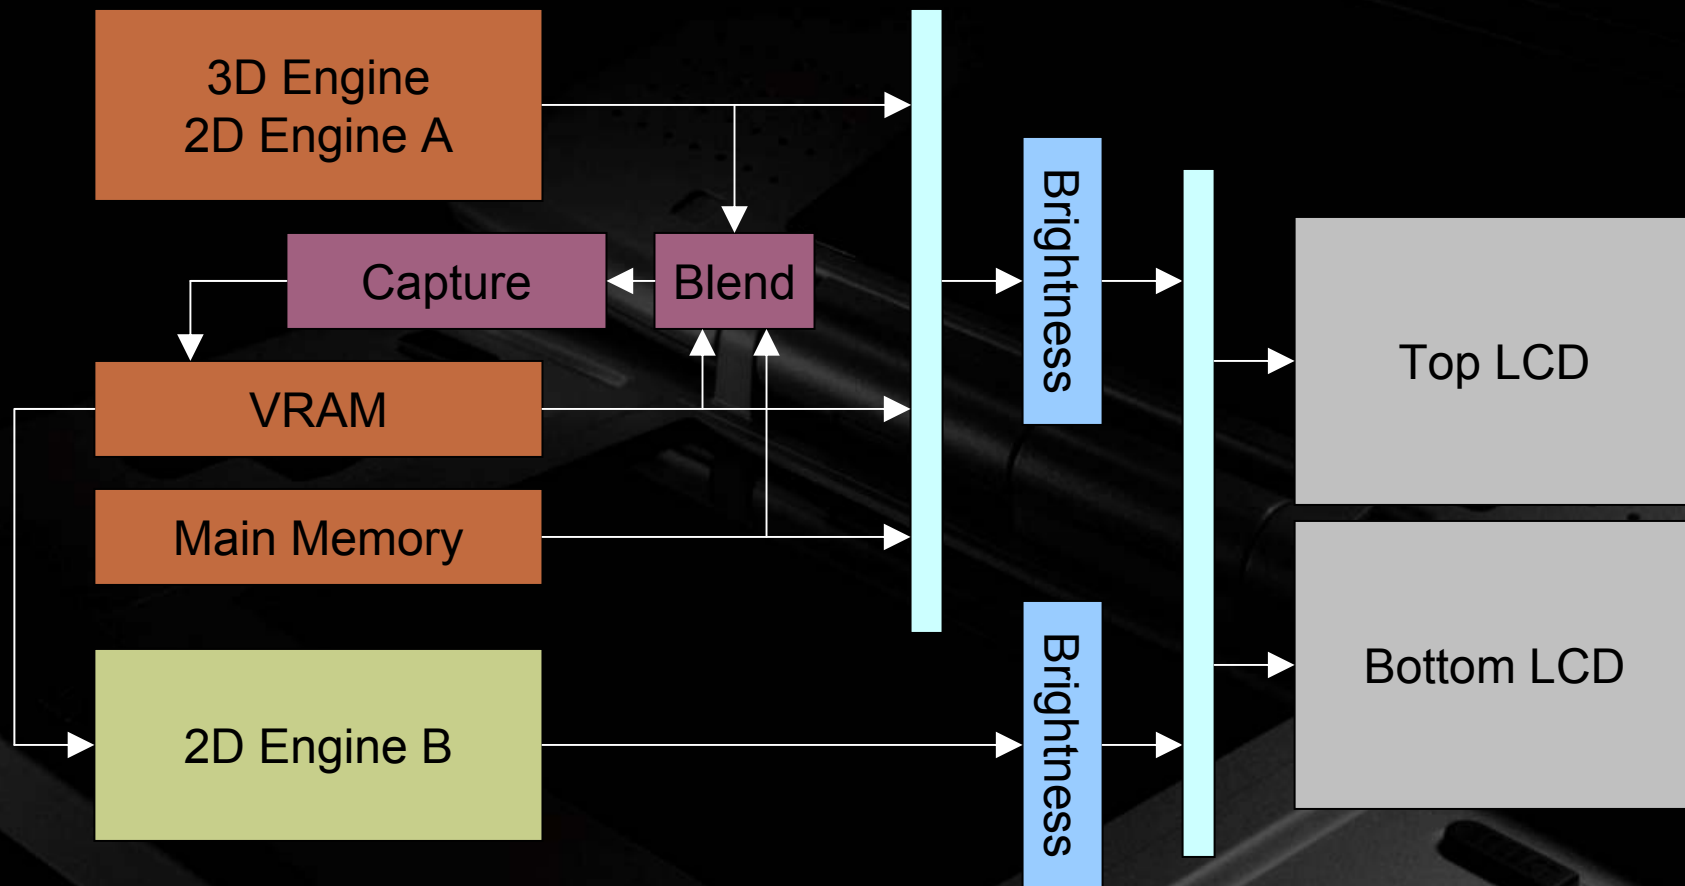 3D Engine
2D Engine A
Capture
Blend
VRAM
Main Memory
2D Engine B
Brightness
Brightness
Top LCD
Bottom LCD